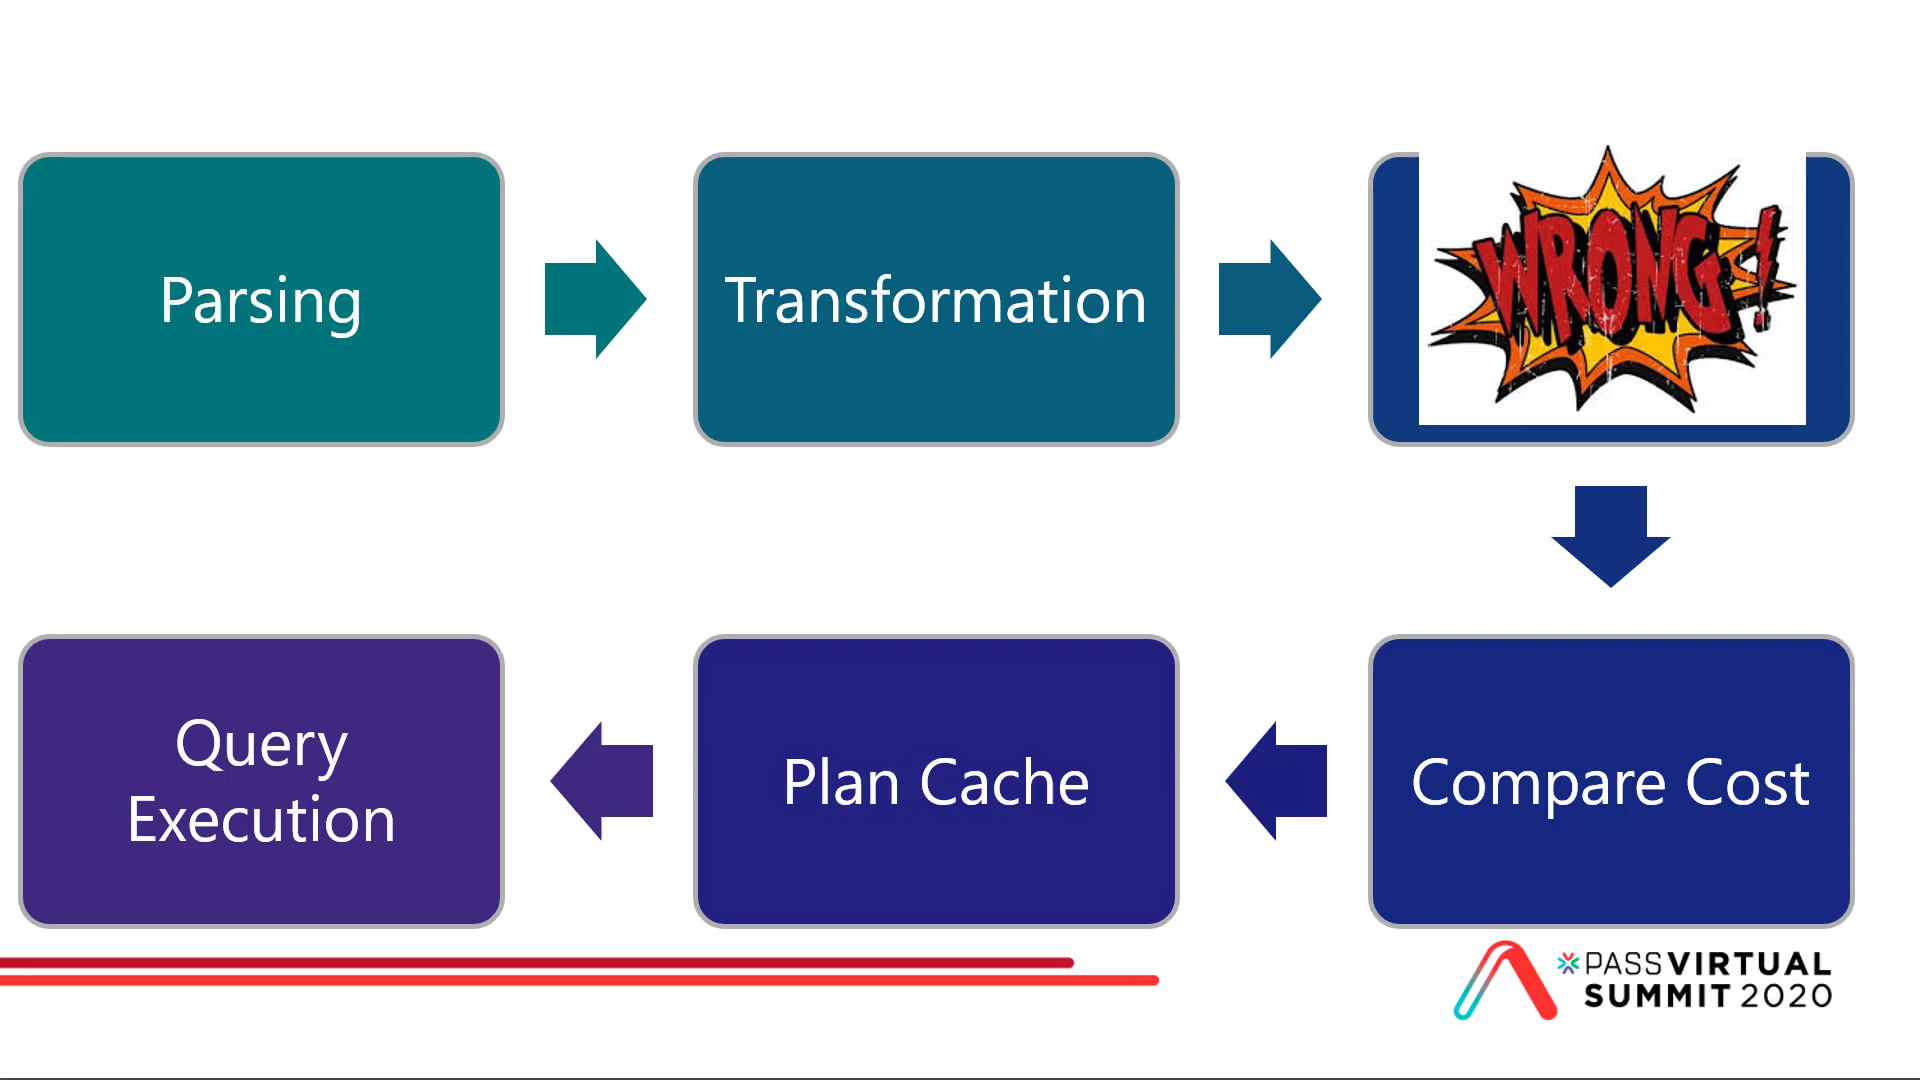 Parsing
Transformation
WRONG!
Compare Cost
Plan Cache
Query
Execution
PASS VIRTUAL
SUMMIT 2020